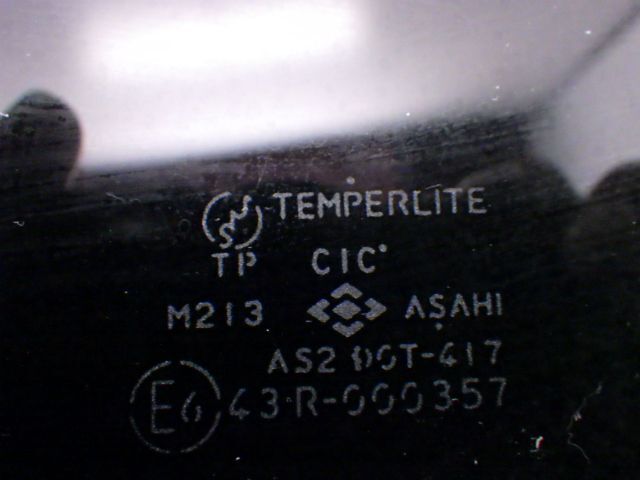 TEMPERLITE
TP CIC
M213 ASAHI
AS2 DOT-417
E6 43R-000357